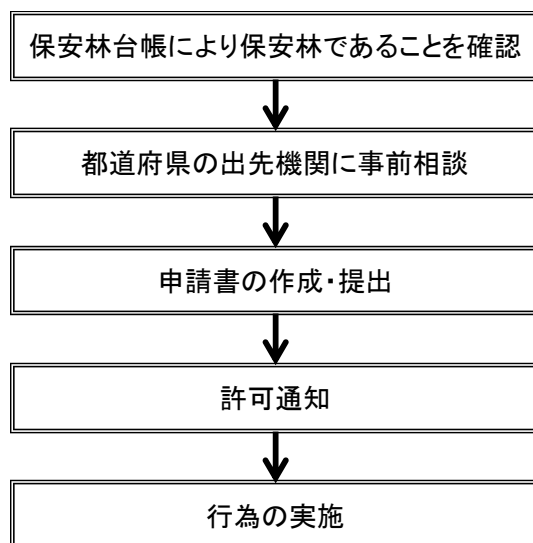 保安林台帳により保安林であることを確認
都道府県の出先機関に事前相談
申請書の作成・提出
許可通知
行為の実施